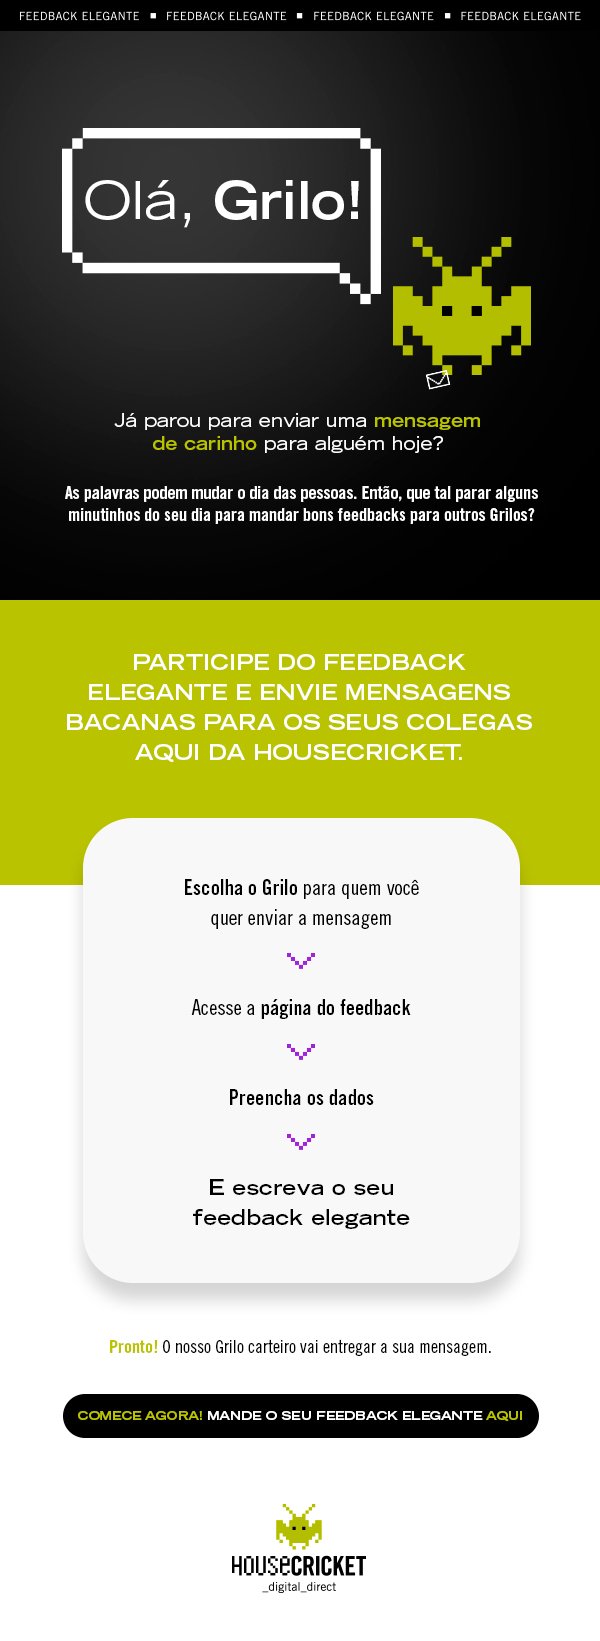 FEEDBACK ELEGANTE ▪ FEEDBACK ELEGANTE ▪ FEEDBACK ELEGANTE ▪ FEEDBACK ELEGANTE
Olá, Grilo!
Já parou para enviar uma mensagem
de carinho para alguém hoje?
As palavras podem mudar o dia das pessoas. Então, que tal parar alguns
minutinhos do seu dia para mandar bons feedbacks para outros Grilos?
PARTICIPE DO FEEDBACK
ELEGANTE E ENVIE MENSAGENS
BACANAS PARA OS SEUS COLEGAS
AQUI DA HOUSECRICKET.
Escolha o Grilo para quem você
quer enviar a mensagem
Acesse a página do feedback
Preencha os dados
E escreva o seu
feedback elegante
Pronto! O nosso Grilo carteiro vai entregar a sua mensagem.
COMECE AGORA! MANDE O SEU FEEDBACK ELEGANTE AQUI
HOUSeCRICKET
_digital_direct